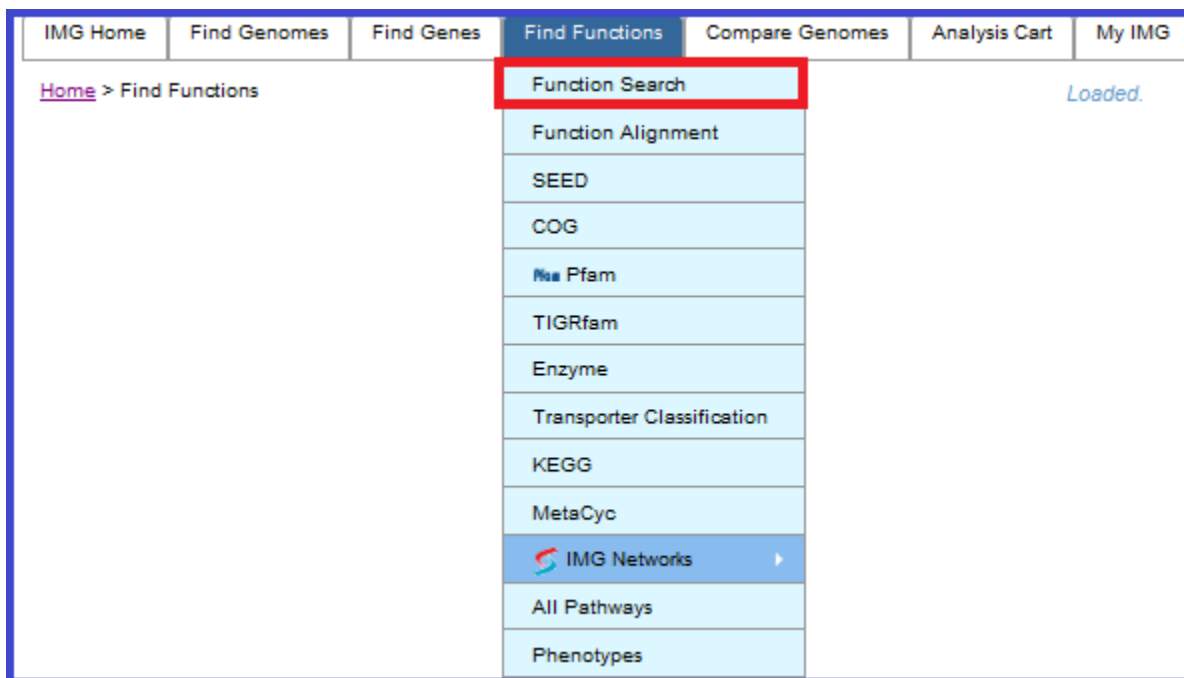 IMG Home Find Genomes Find Genes Find Functions Compare Genomes Analysis Cart My IMG
Home > Find Functions
Loaded.
Function Search
Function Alignment
SEED
COG
New Pfam
TIGRfam
Enzyme
Transporter Classification
KEGG
MetaCyc
IMG Networks
All Pathways
Phenotypes